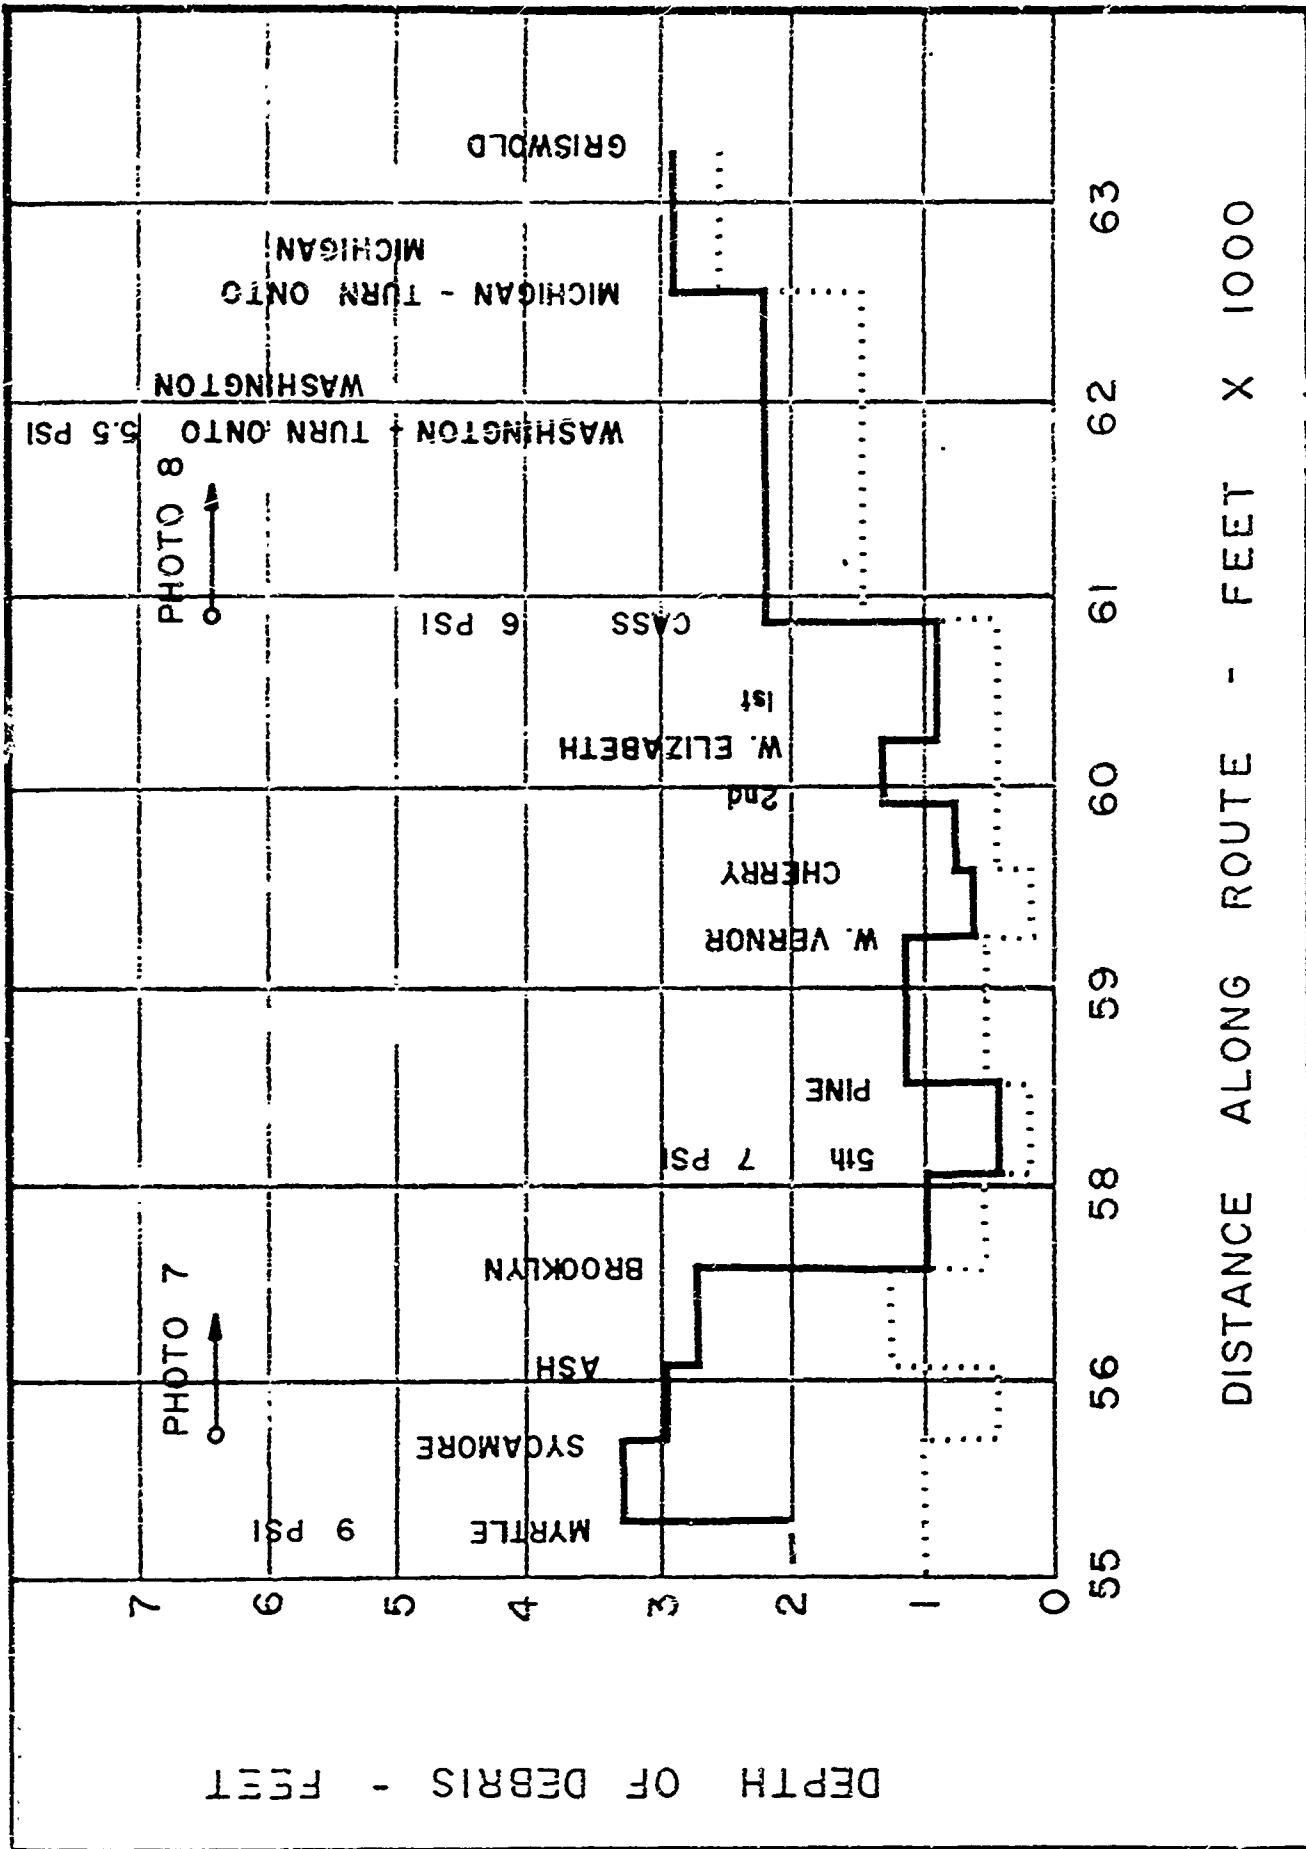 DEPTH OF DEBRIS - FEET
7
6
5
4
3
2
1
0
55
56
58
59
60
61
62
63
DISTANCE ALONG ROUTE - FEET X 1000
PHOTO 7
PHOTO 8
MYRTLE 9 PSI
SYCAMORE
ASH
BROOKLYN
5th 7 PSI
PINE
W. VERNOR
CHERRY
2nd
W. ELIZABETH
1st
CASS 6 PSI
WASHINGTON - TURN ONTO 5.5 PSI
WASHINGTON
MICHIGAN - TURN ONTO
MICHIGAN
GRISWOLD